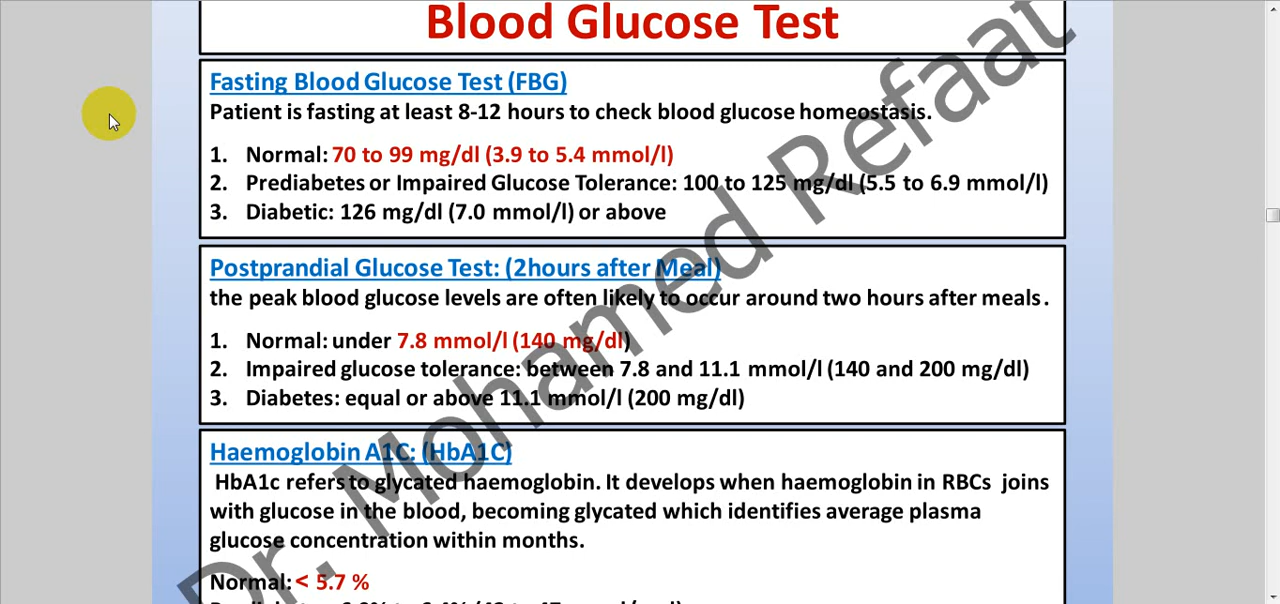 Blood Glucose Test
Fasting Blood Glucose Test (FBG)
Patient is fasting at least 8-12 hours to check blood glucose homeostasis.
1. Normal: 70 to 99 mg/dl (3.9 to 5.4 mmol/l)
2. Prediabetes or Impaired Glucose Tolerance: 100 to 125 mg/dl (5.5 to 6.9 mmol/l)
3. Diabetic: 126 mg/dl (7.0 mmol/l) or above
Postprandial Glucose Test: (2hours after Meal)
the peak blood glucose levels are often likely to occur around two hours after meals.
1. Normal: under 7.8 mmol/l (140 mg/dl)
2. Impaired glucose tolerance: between 7.8 and 11.1 mmol/l (140 and 200 mg/dl)
3. Diabetes: equal or above 11.1 mmol/l (200 mg/dl)
Haemoglobin A1C: (HbA1C)
HbA1c refers to glycated haemoglobin. It develops when haemoglobin in RBCs joins
with glucose in the blood, becoming glycated which identifies average plasma
glucose concentration within months.
Normal: < 5.7 %
Dr. Mohamed Refaat